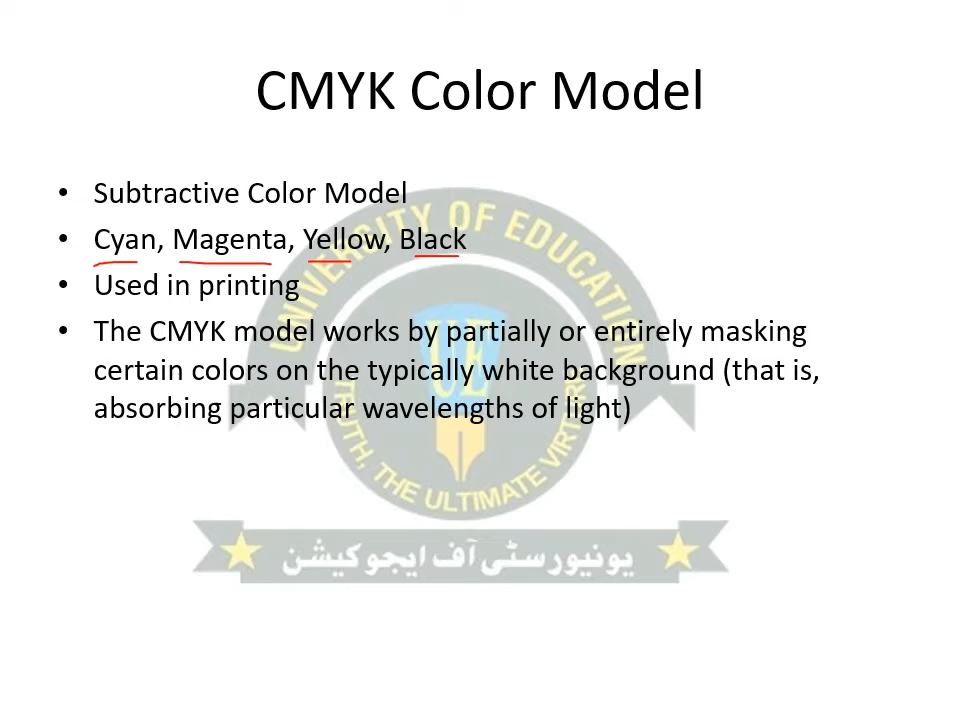 CMYK Color Model
• Subtractive Color Model
• Cyan, Magenta, Yellow, Black
• Used in printing
• The CMYK model works by partially or entirely masking
certain colors on the typically white background (that is,
absorbing particular wavelengths of light)
UNIVERCITY OF EDUCATION
UE
TRUTH, THE ULTIMATE VIRTUE
یونیورسٹی آف ایجوکیشن